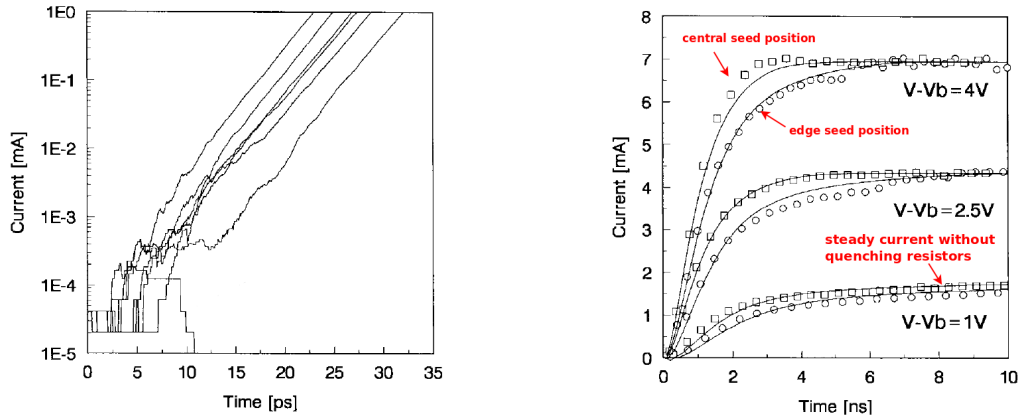 1E0
1E-1
1E-2
1E-3
1E-4
1E-5
Current [mA]
0
5
10
15
20
25
30
35
Time [ps]
8
7
6
5
4
3
2
1
0
Current [mA]
central seed position
V-Vb=4V
edge seed position
V-Vb=2.5V
steady current without
quenching resistors
V-Vb=1V
0
2
4
6
8
10
Time [ns]